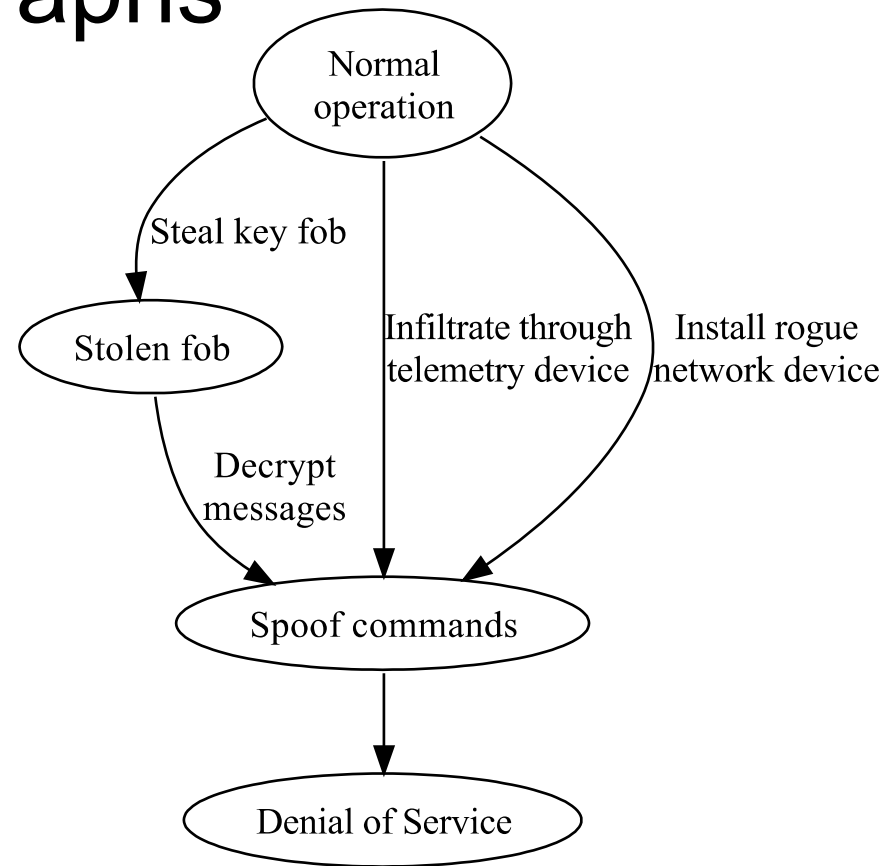 aphs
Normal
operation
Steal key fob
Infiltrate through
telemetry device
Install rogue
network device
Stolen fob
Decrypt
messages
Spoof commands
Denial of Service